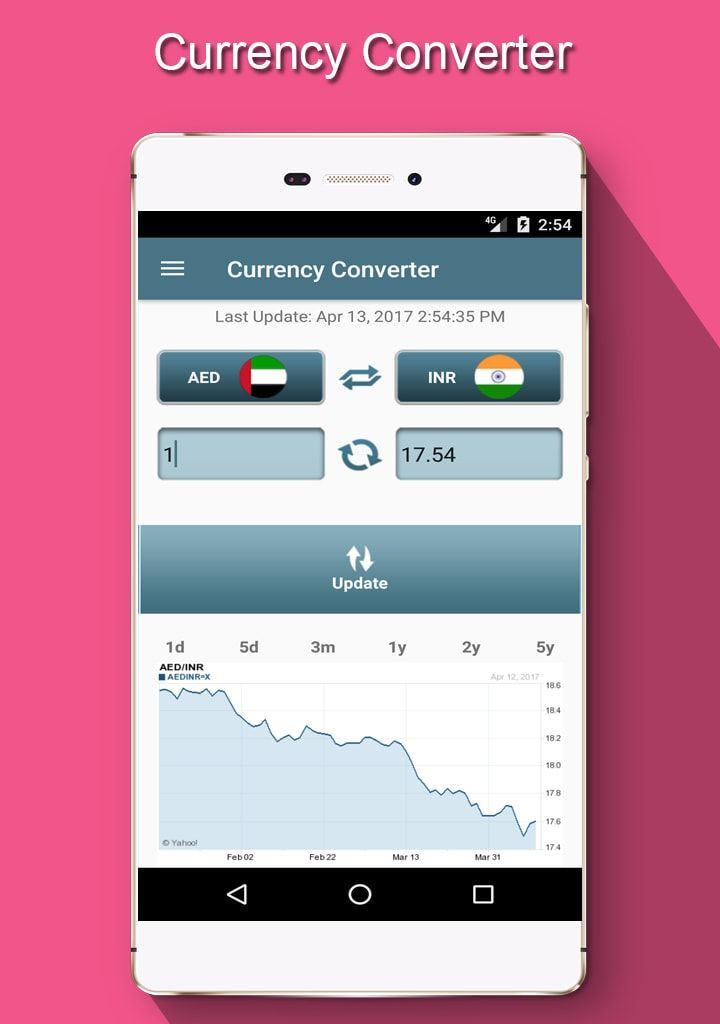 Currency Converter
4G 2:54
Currency Converter
Last Update: Apr 13, 2017 2:54:35 PM
AED INR
1 17.54
Update
1d 5d 3m 1y 2y 5y
AED/INR
AEDINR=X Apr 12, 2017
18.6
18.4
18.2
18.0
17.8
17.6
© Yahoo! 17.4
Feb 02 Feb 22 Mar 13 Mar 31